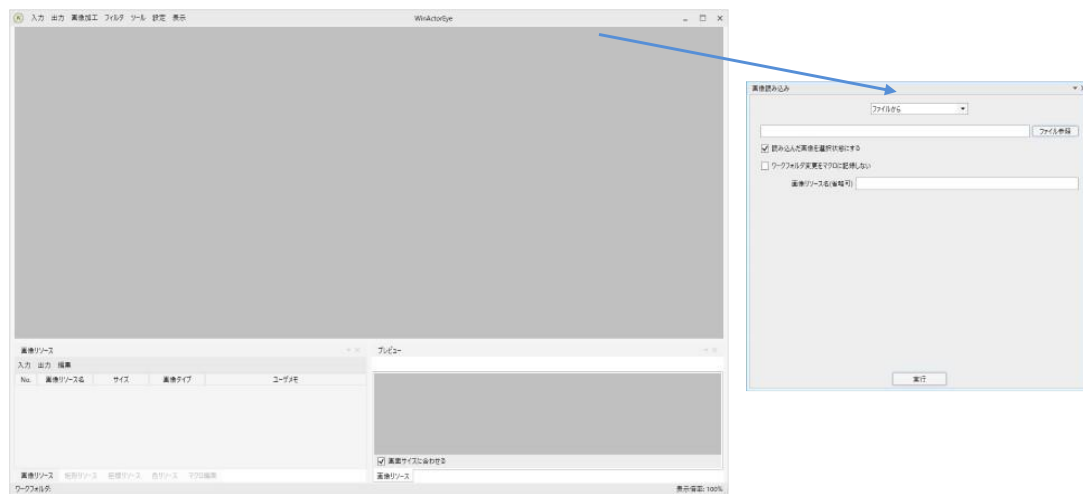 入力 出力 画像加工 フィルタ ツール 設定 表示
WinActorEye
画像リソース
入力 出力 編集
No. 画像リソース名 サイズ 画像タイプ ユーザメモ
画像リソース 矩形リソース 座標リソース 色リソース マクロ編集
ワークフォルダ:
プレビュー
画面サイズに合わせる
画像リソース
表示倍率: 100%
画像読み込み
ファイルから
ファイル参照
読み込んだ画像を選択状態にする
ワークフォルダ変更をマクロに記録しない
画像リソース名(省略可)
実行